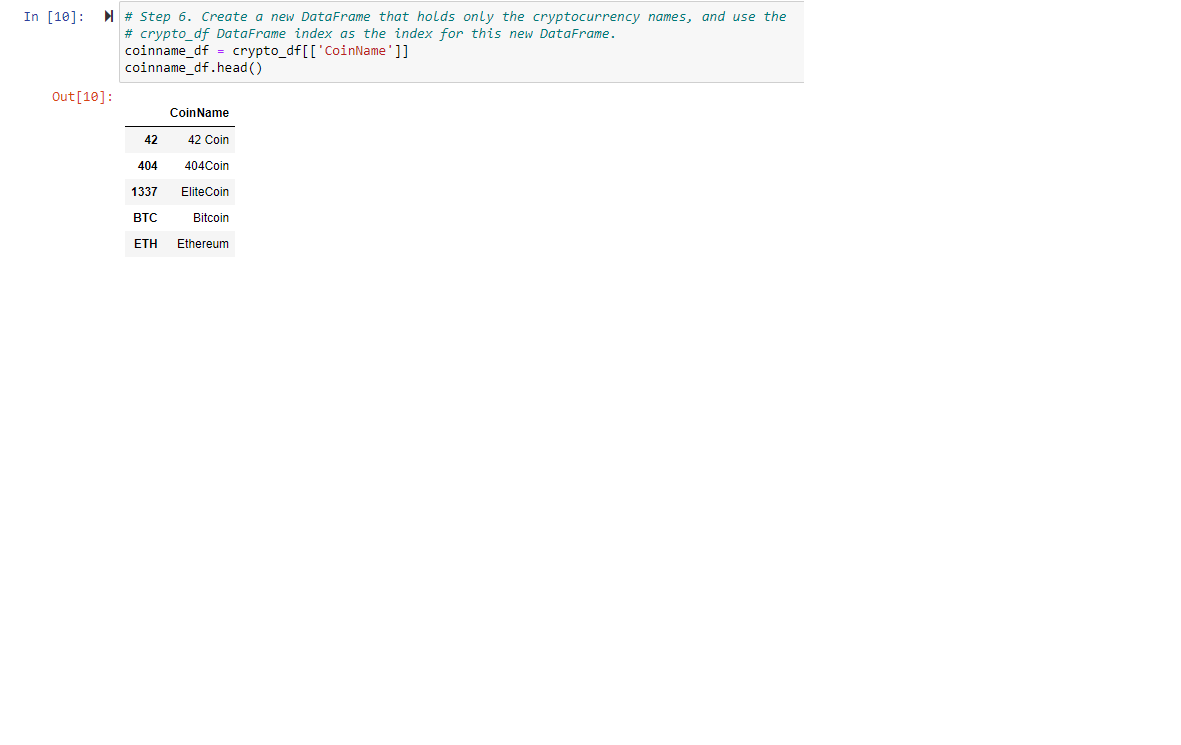 In [10]: # Step 6. Create a new DataFrame that holds only the cryptocurrency names, and use the
# crypto_df DataFrame index as the index for this new DataFrame.
coinname_df = crypto_df[['CoinName']]
coinname_df.head()
Out[10]:
CoinName
42 42 Coin
404 404Coin
1337 EliteCoin
BTC Bitcoin
ETH Ethereum